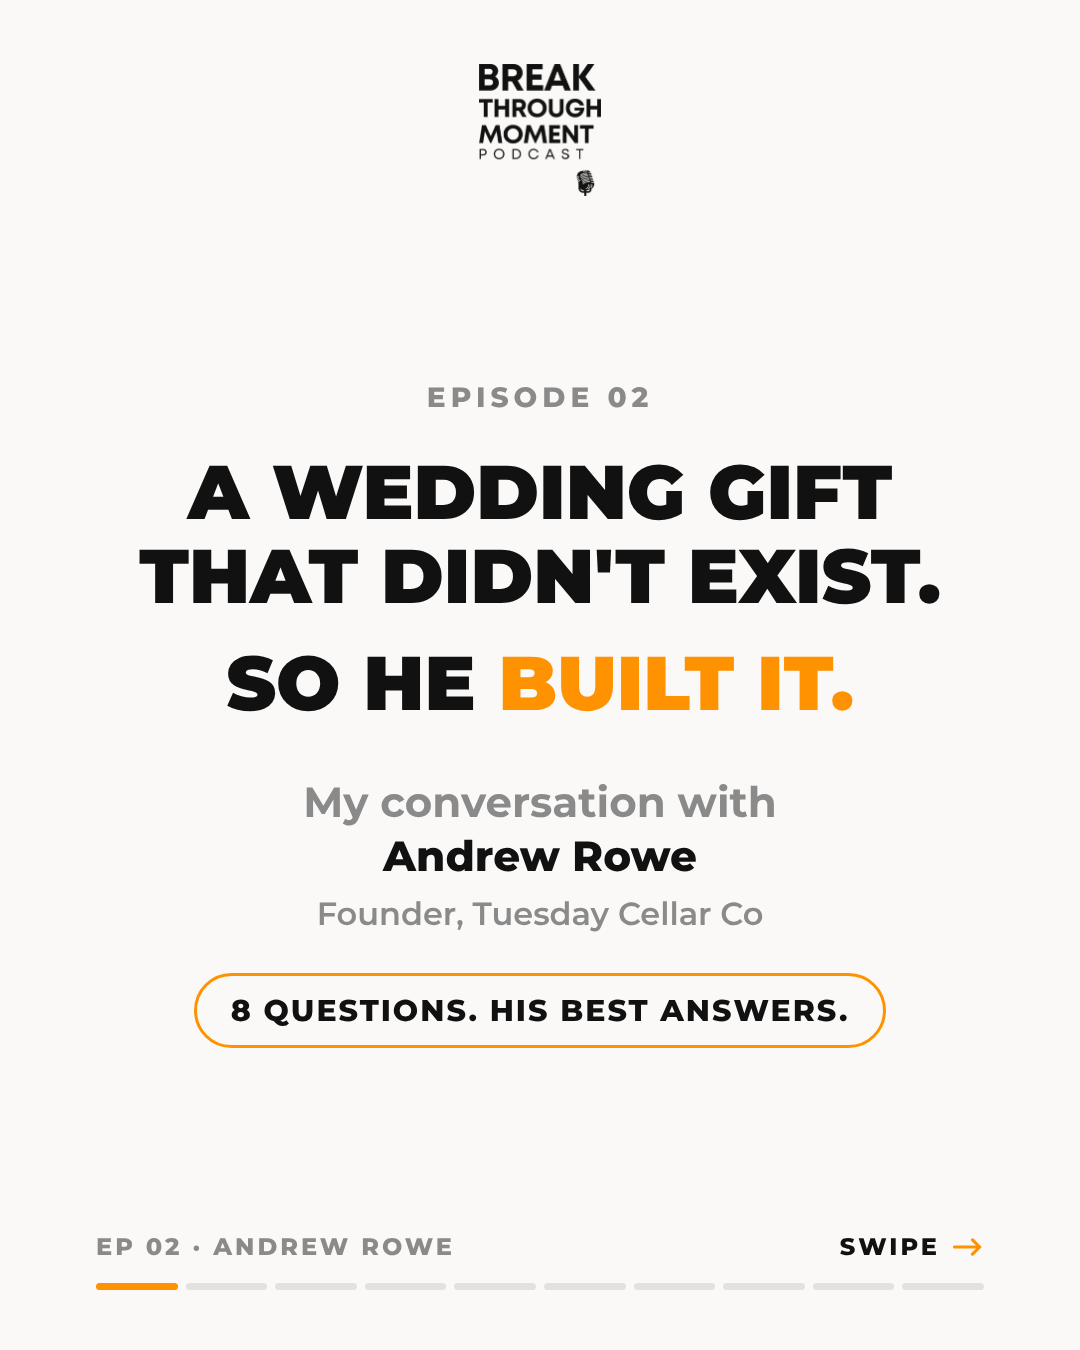 BREAK
THROUGH
MOMENT
PODCAST
EPISODE 02
A WEDDING GIFT
THAT DIDN'T EXIST.
SO HE BUILT IT.
My conversation with
Andrew Rowe
Founder, Tuesday Cellar Co
8 QUESTIONS. HIS BEST ANSWERS.
EP 02 · ANDREW ROWE
SWIPE →